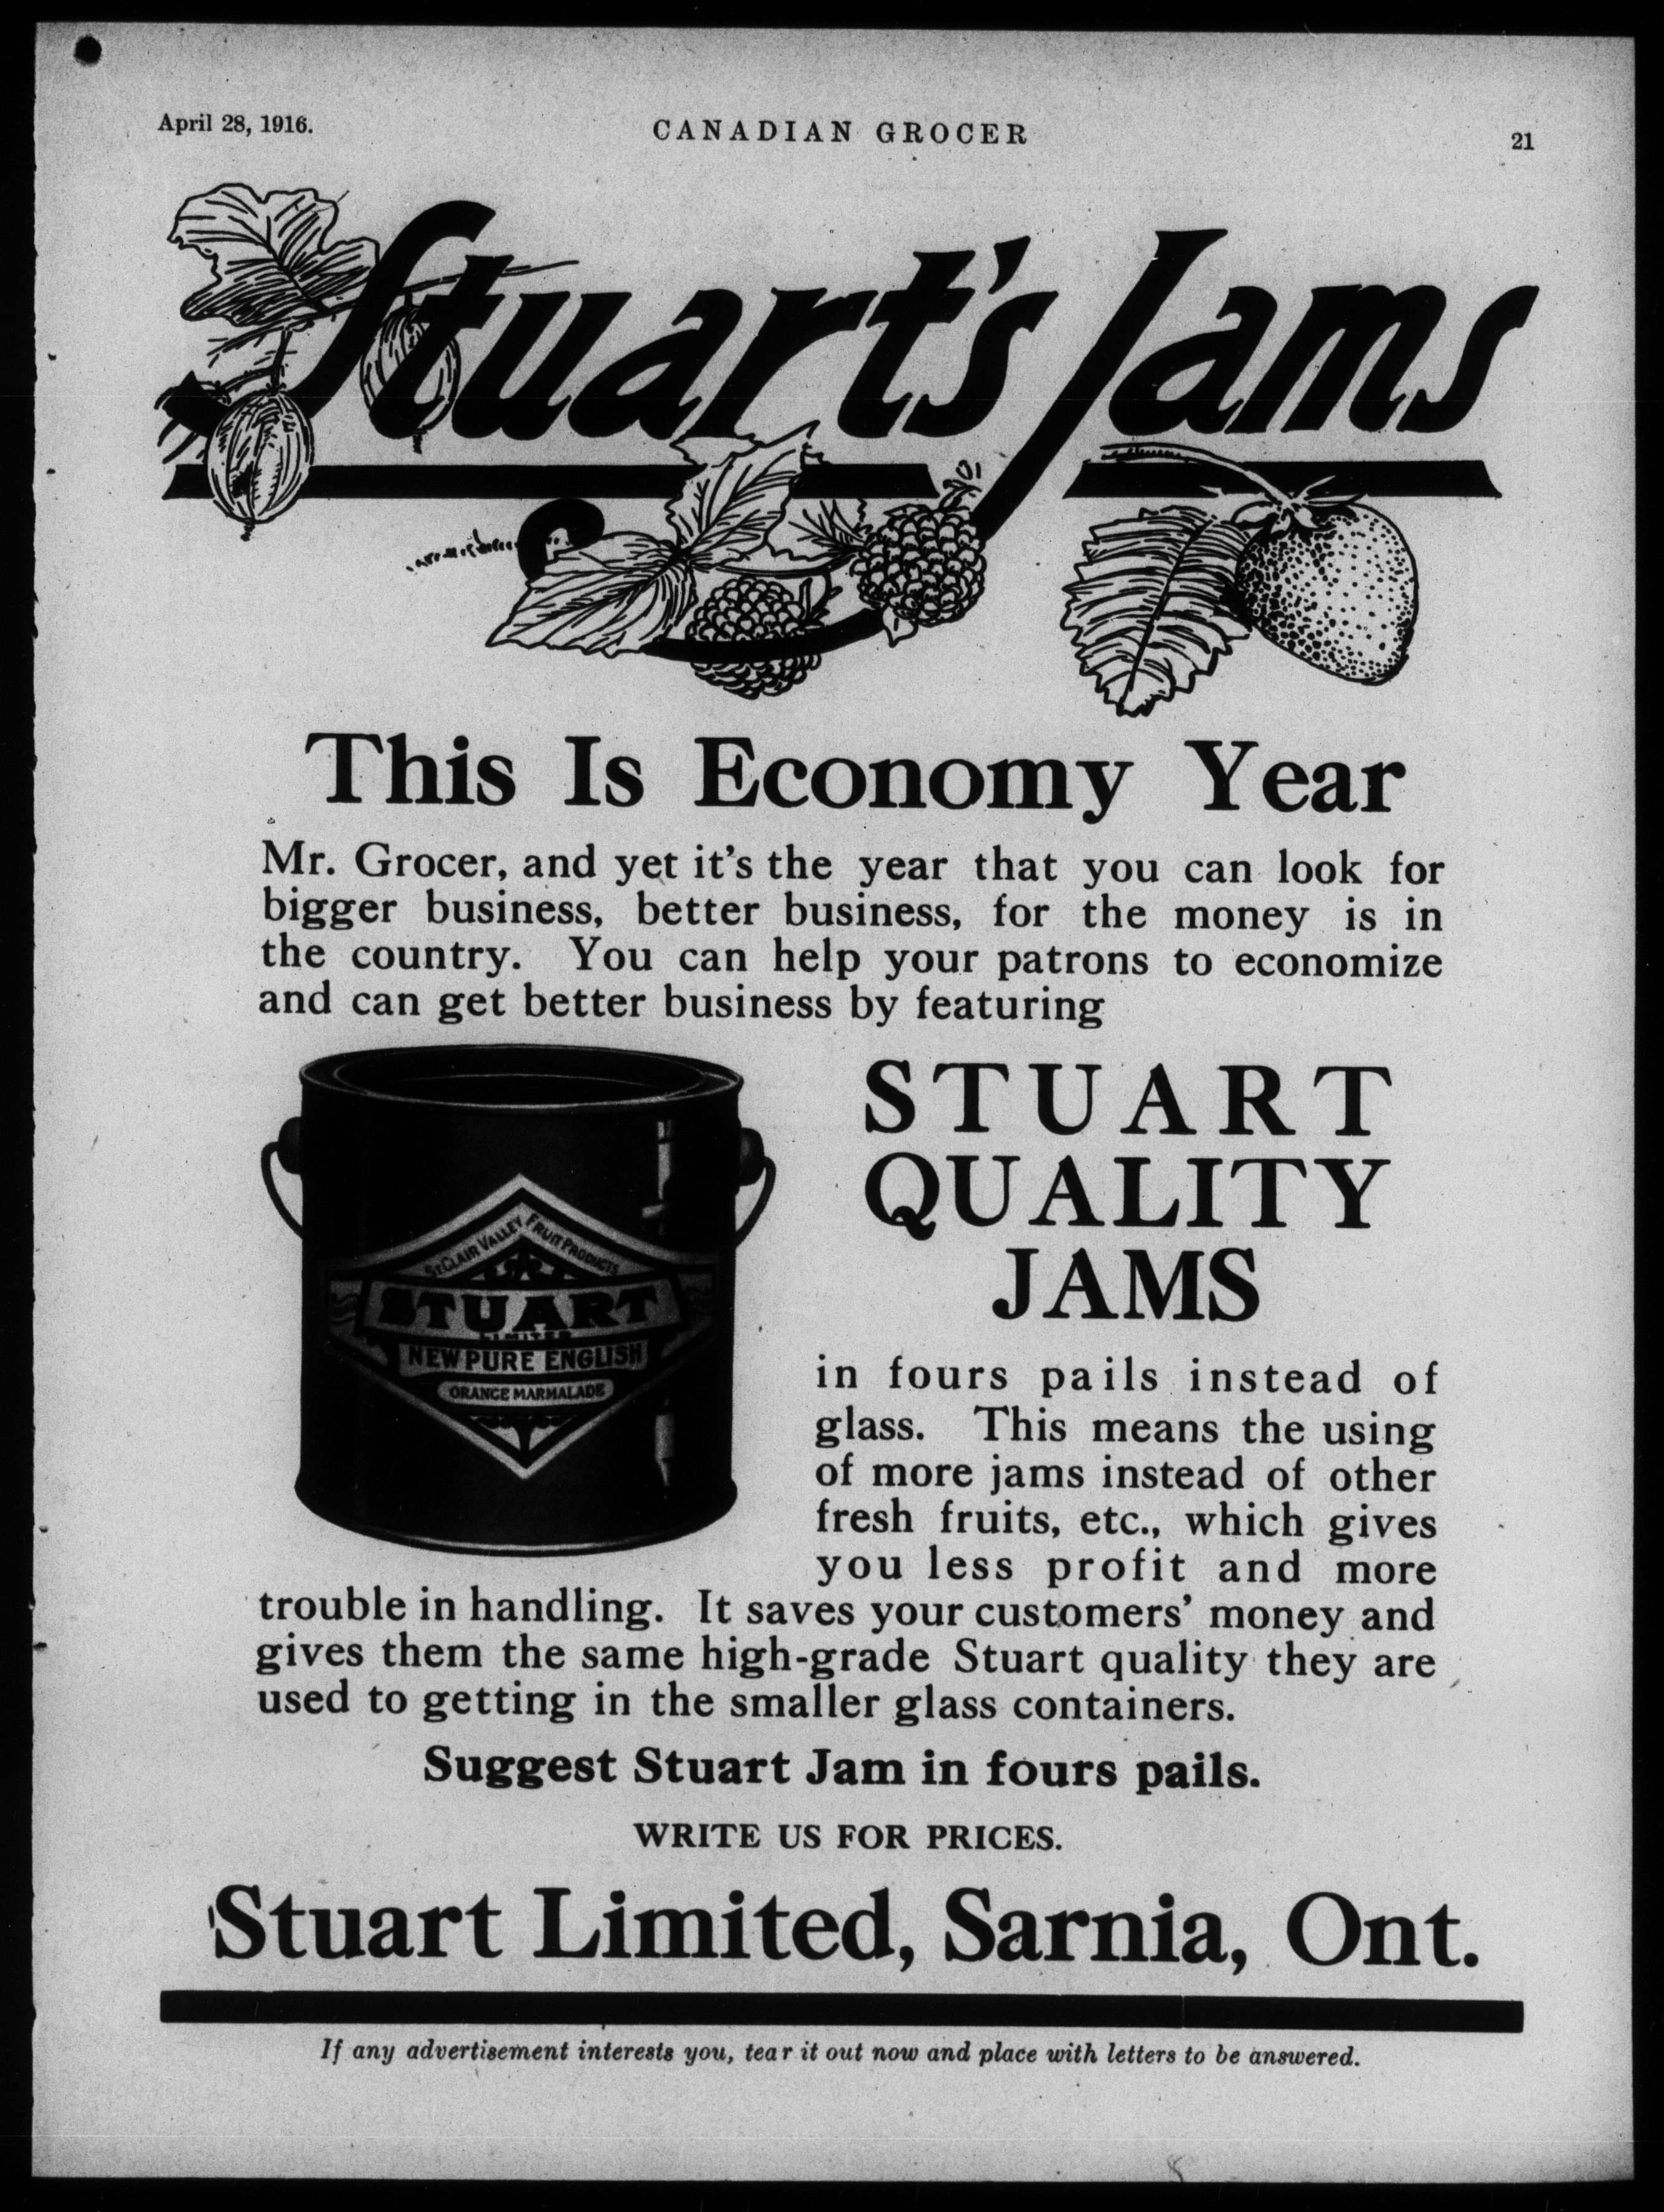 April 28, 1916.
CANADIAN GROCER
21
Stuart's Jams
This Is Economy Year
Mr. Grocer, and yet it's the year that you can look for
bigger business, better business, for the money is in
the country. You can help your patrons to economize
and can get better business by featuring
STUART
QUALITY
JAMS
ST CLAIR VALLEY FRUIT PRODUCTS
STUART
LIMITED
NEW PURE ENGLISH
ORANGE MARMALADE
in fours pails instead of
glass. This means the using
of more jams instead of other
fresh fruits, etc., which gives
you less profit and more
trouble in handling. It saves your customers' money and
gives them the same high-grade Stuart quality they are
used to getting in the smaller glass containers.
Suggest Stuart Jam in fours pails.
WRITE US FOR PRICES.
Stuart Limited, Sarnia, Ont.
If any advertisement interests you, tear it out now and place with letters to be answered.